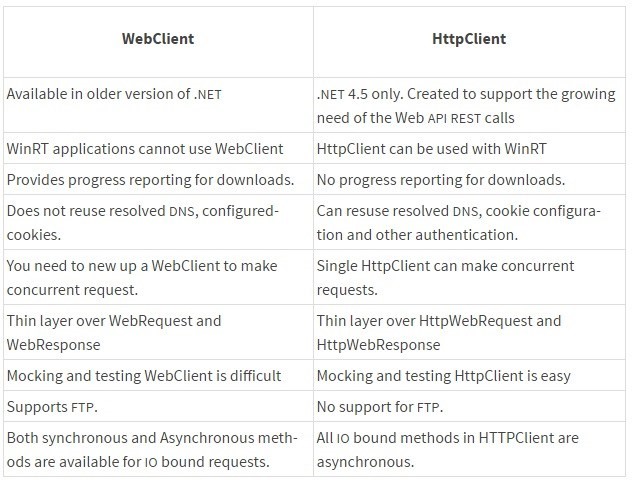 WebClient
HttpClient
Available in older version of .NET
.NET 4.5 only. Created to support the growing
need of the Web API REST calls
WinRT applications cannot use WebClient
HttpClient can be used with WinRT
Provides progress reporting for downloads.
No progress reporting for downloads.
Does not reuse resolved DNS, configured-
cookies.
Can resuse resolved DNS, cookie configura-
tion and other authentication.
You need to new up a WebClient to make
concurrent request.
Single HttpClient can make concurrent
requests.
Thin layer over WebRequest and
WebResponse
Thin layer over HttpWebRequest and
HttpWebResponse
Mocking and testing WebClient is difficult
Mocking and testing HttpClient is easy
Supports FTP.
No support for FTP.
Both synchronous and Asynchronous meth-
ods are available for IO bound requests.
All IO bound methods in HTTPClient are
asynchronous.